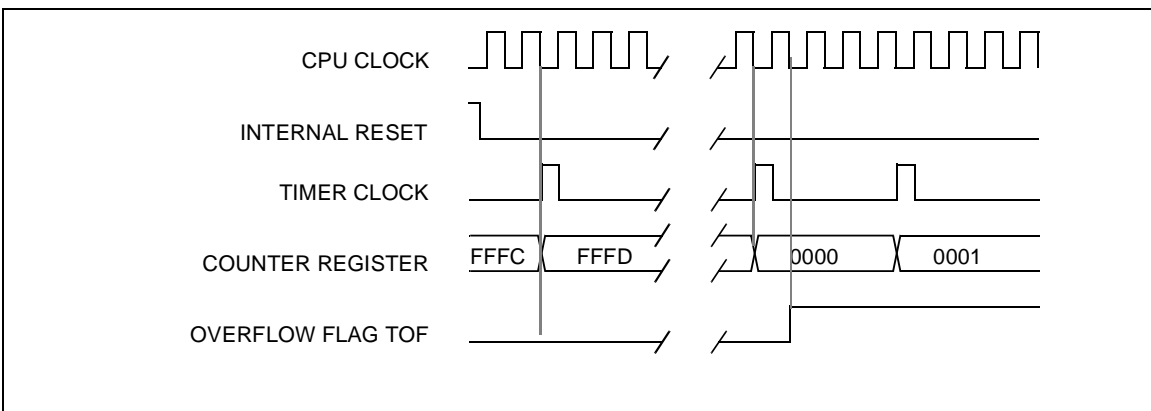 CPU CLOCK
INTERNAL RESET
TIMER CLOCK
COUNTER REGISTER FFFC FFFD 0000 0001
OVERFLOW FLAG TOF